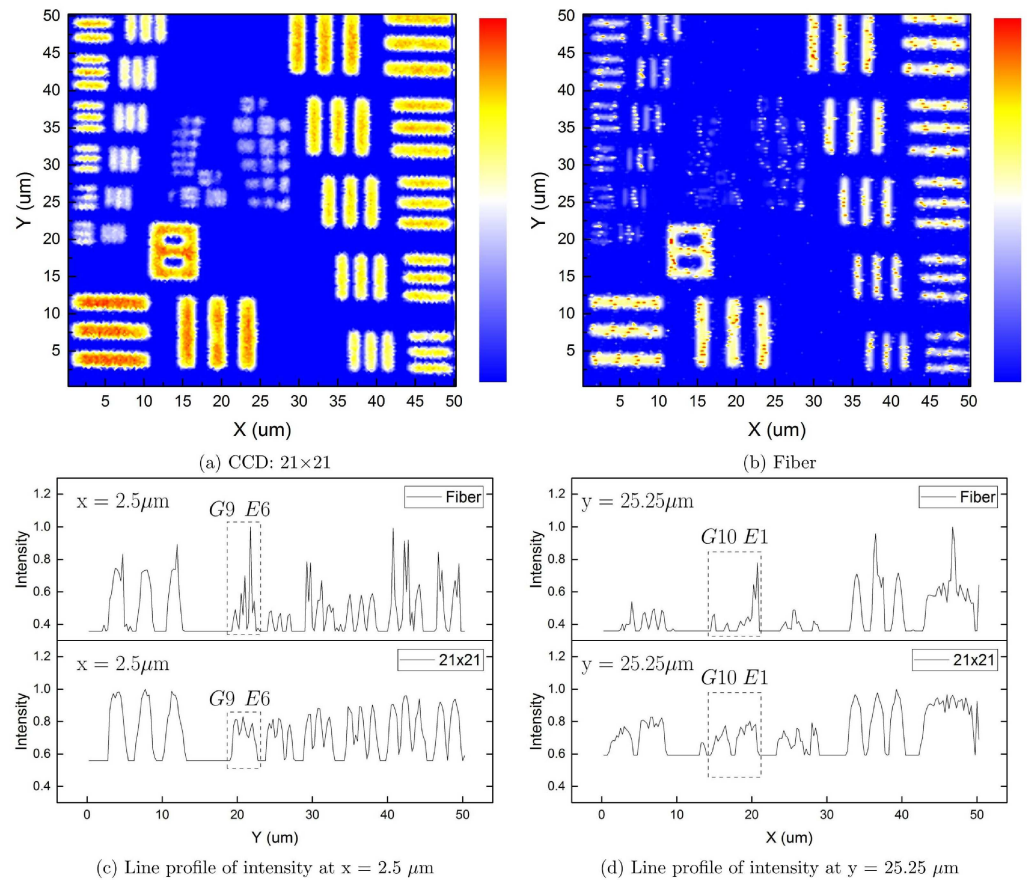 50
45
40
35
30
25
20
15
10
5
Y (um)
5 10 15 20 25 30 35 40 45 50
X (um)
(a) CCD: 21×21
50
45
40
35
30
25
20
15
10
5
Y (um)
5 10 15 20 25 30 35 40 45 50
X (um)
(b) Fiber
x = 2.5μm
G9 E6
Fiber
1.2
1.0
0.8
0.6
0.4
Intensity
x = 2.5μm
G9 E6
21x21
1.2
1.0
0.8
0.6
0.4
Intensity
0 10 20 30 40 50
Y (um)
(c) Line profile of intensity at x = 2.5 μm
y = 25.25μm
G10 E1
Fiber
1.2
1.0
0.8
0.6
0.4
Intensity
y = 25.25μm
G10 E1
21x21
1.2
1.0
0.8
0.6
0.4
Intensity
0 10 20 30 40 50
X (um)
(d) Line profile of intensity at y = 25.25 μm